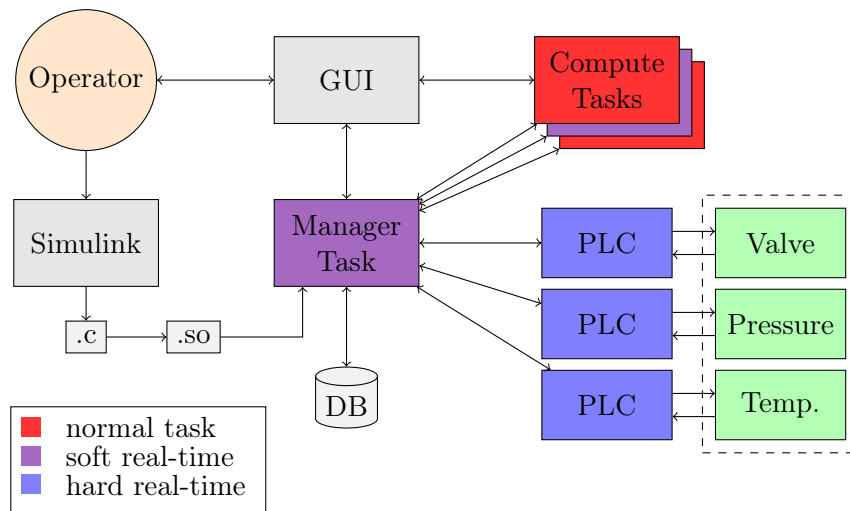 Operator
GUI
Compute
Tasks
Simulink
Manager
Task
PLC
Valve
PLC
Pressure
.c
.so
DB
PLC
Temp.
normal task
soft real-time
hard real-time